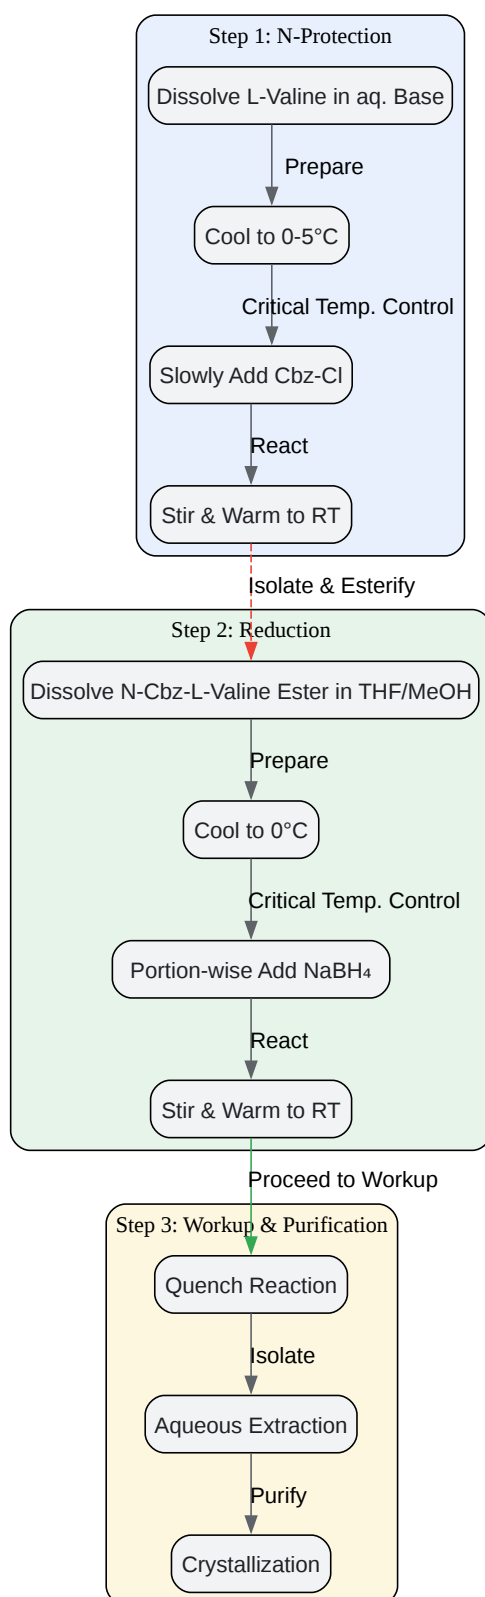 Step 1: N-Protection
Dissolve L-Valine in aq. Base
Prepare
Cool to 0-5°C
Critical Temp. Control
Slowly Add Cbz-Cl
React
Stir & Warm to RT
Isolate & Esterify
Step 2: Reduction
Dissolve N-Cbz-L-Valine Ester in THF/MeOH
Prepare
Cool to 0°C
Critical Temp. Control
Portion-wise Add NaBH₄
React
Stir & Warm to RT
Proceed to Workup
Step 3: Workup & Purification
Quench Reaction
Isolate
Aqueous Extraction
Purify
Crystallization